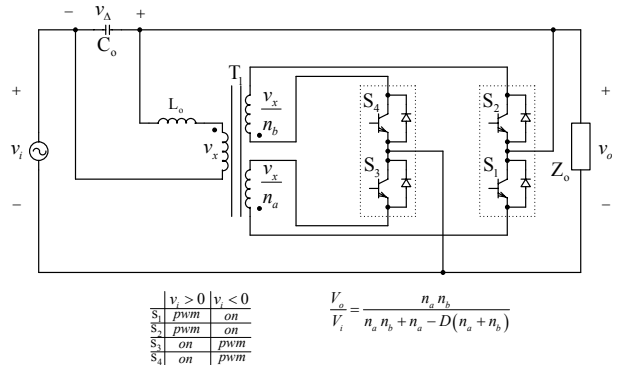 − v_Δ +
C_o
L_o
T_1
v_x/n_b
S_4
S_2
+
v_i
−
v_x
v_x/n_a
S_3
S_1
+
v_o
−
Z_o
v_i > 0 v_i < 0
s_1 pwm on
s_2 pwm on
s_3 on pwm
s_4 on pwm
V_o/V_i = n_a n_b/(n_a n_b + n_a − D(n_a + n_b))